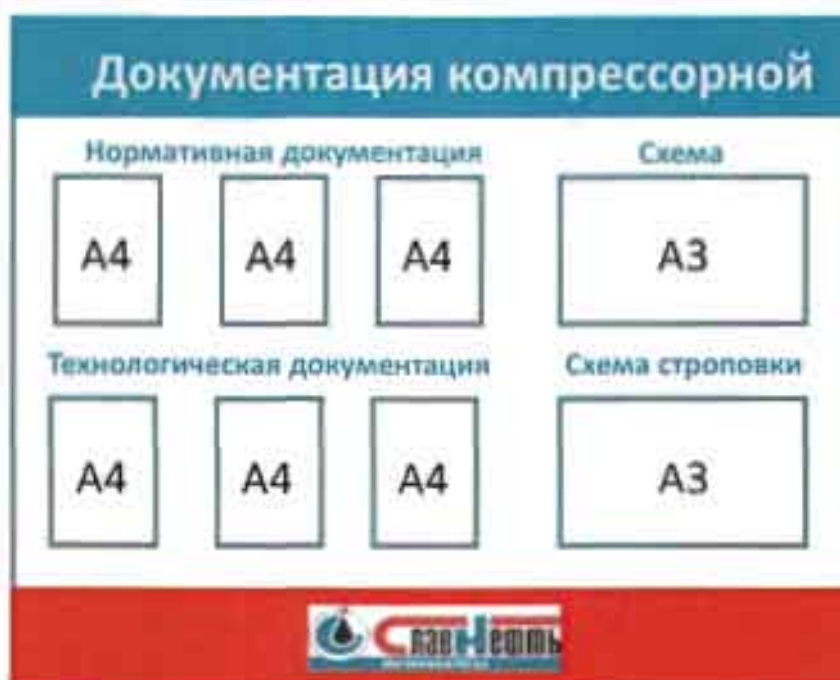 Документация компрессорной
Нормативная документация Схема
А4 А4 А4 А3
Технологическая документация Схема строповки
А4 А4 А4 А3
СлавНефть